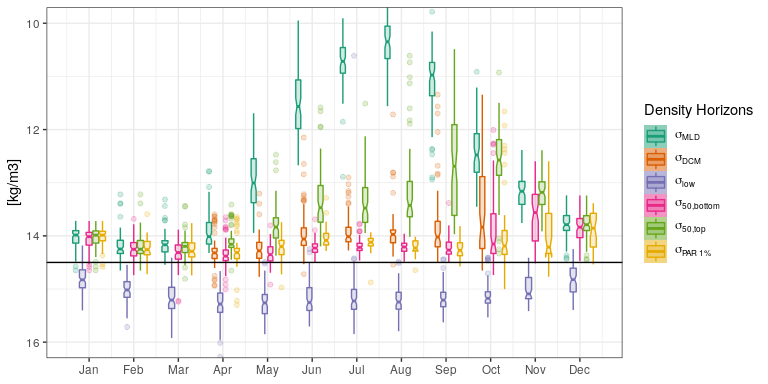 10
12
14
16
[kg/m3]
Jan Feb Mar Apr May Jun Jul Aug Sep Oct Nov Dec
Density Horizons
σMLD
σDCM
σlow
σ50,bottom
σ50,top
σPAR 1%